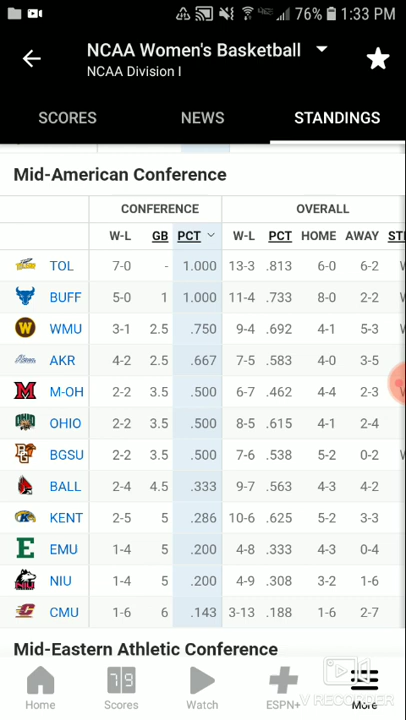 76% 1:33 PM
NCAA Women's Basketball
NCAA Division I
SCORES NEWS STANDINGS
Mid-American Conference
CONFERENCE OVERALL
W-L GB PCT W-L PCT HOME AWAY ST
TOL 7-0 - 1.000 13-3 .813 6-0 6-2 W
BUFF 5-0 1 1.000 11-4 .733 8-0 2-2 W
WMU 3-1 2.5 .750 9-4 .692 4-1 5-3 W
AKR 4-2 2.5 .667 7-5 .583 4-0 3-5
M-OH 2-2 3.5 .500 6-7 .462 4-4 2-3
OHIO 2-2 3.5 .500 8-5 .615 4-1 2-4
BGSU 2-2 3.5 .500 7-6 .538 5-2 0-2 W
BALL 2-4 4.5 .333 9-7 .563 4-3 4-2
KENT 2-5 5 .286 10-6 .625 5-2 3-3
EMU 1-4 5 .200 4-8 .333 4-3 0-4
NIU 1-4 5 .200 4-9 .308 3-2 1-6
CMU 1-6 6 .143 3-13 .188 1-6 2-7
Mid-Eastern Athletic Conference
Home Scores Watch ESPN+ More
V RECORDER